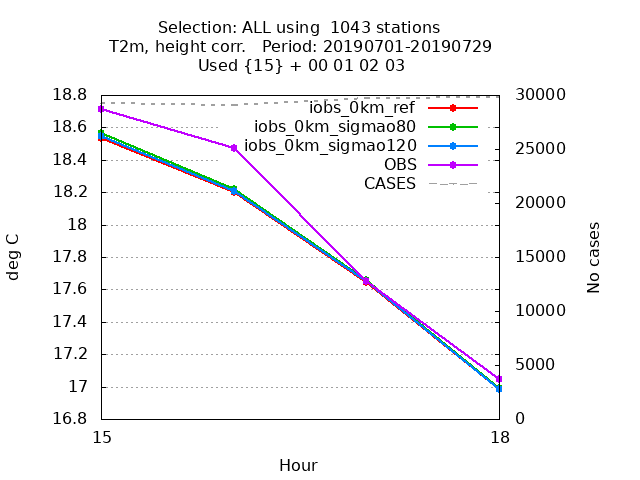 Selection: ALL using  1043 stations
T2m, height corr.   Period: 20190701-20190729
Used {15} + 00 01 02 03
18.8
18.6
18.4
18.2
18
17.8
17.6
17.4
17.2
17
16.8
deg C
iobs_0km_ref
iobs_0km_sigmao80
iobs_0km_sigmao120
OBS
CASES
30000
25000
20000
15000
10000
5000
0
No cases
15
18
Hour